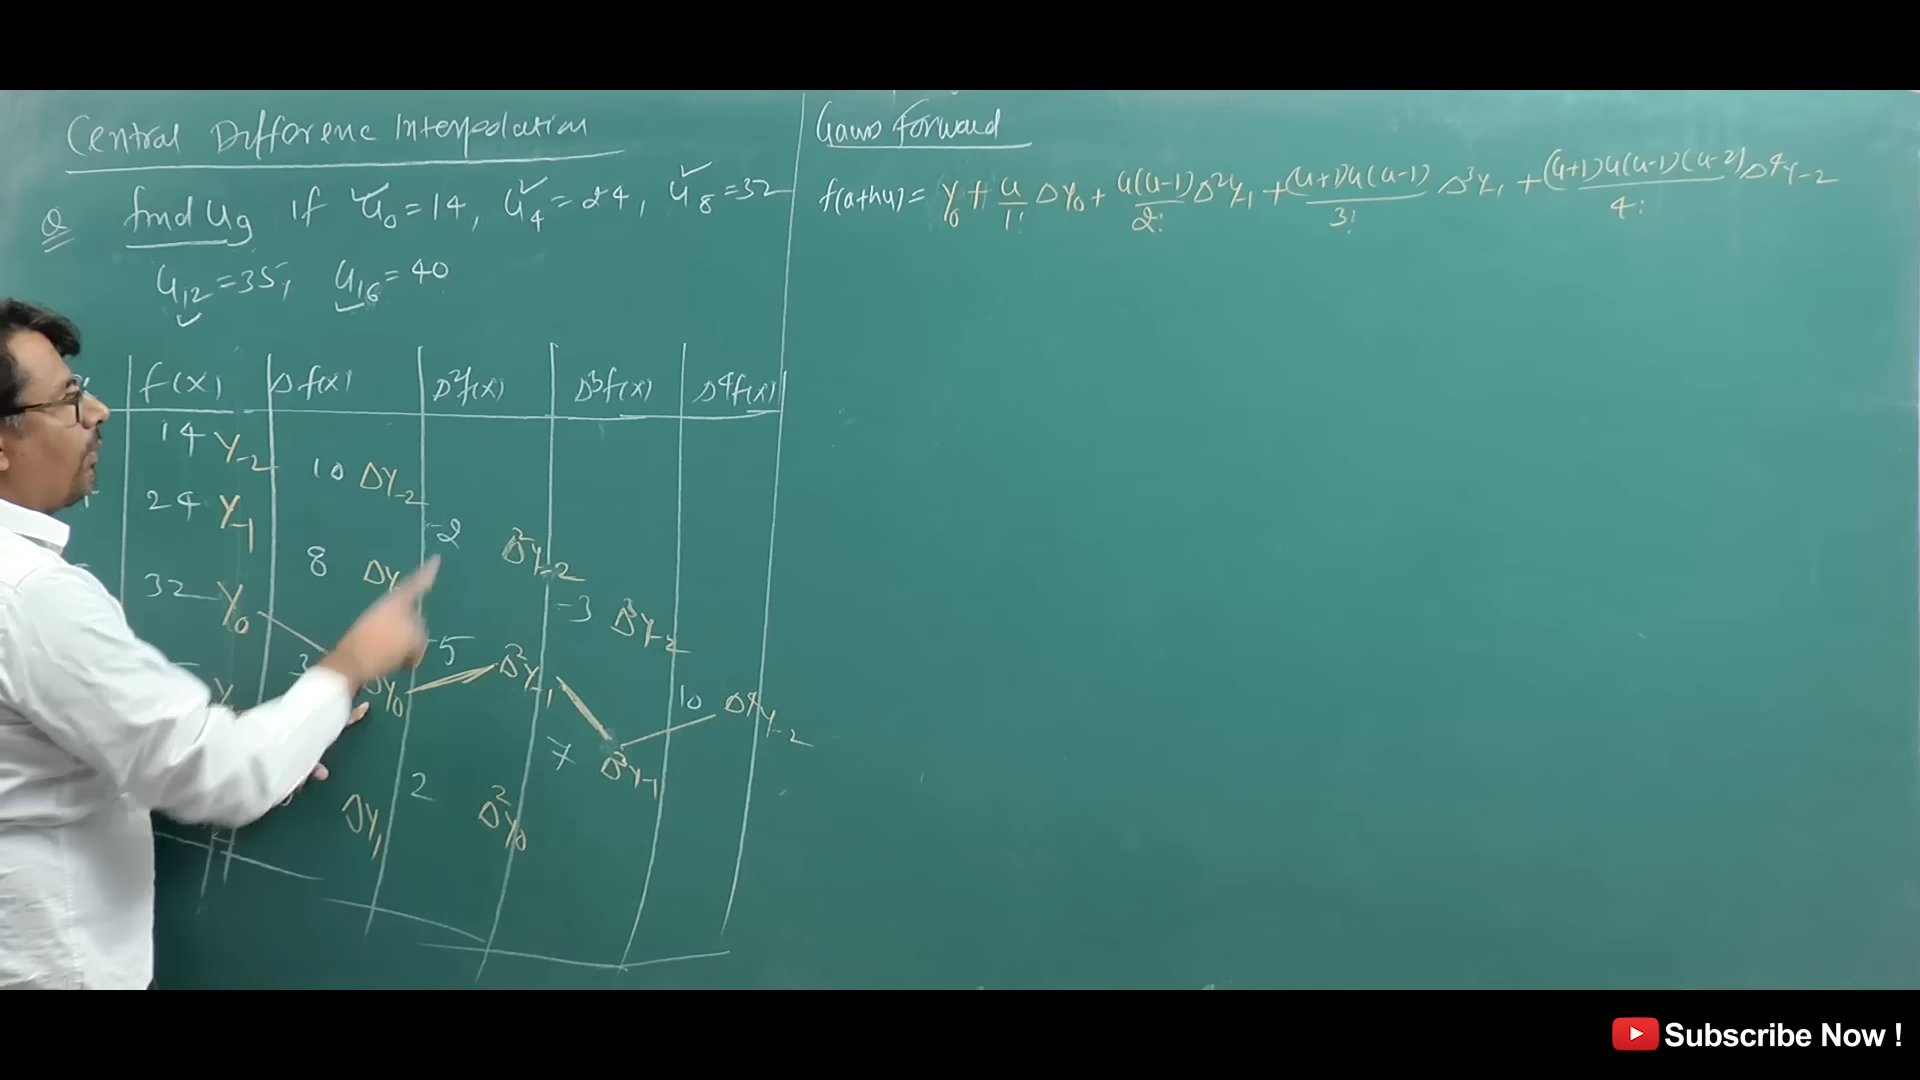 Central Differenc Interpolation
Q find U9 if U0=14, U4=24, U8=32
U12=35, U16=40
f(x) Δf(x) Δ²f(x) Δ³f(x) Δ⁴f(x)
14 Y-2
10 ΔY-2
24 Y-1
-2 Δ²Y-2
8
-3 Δ³Y-2
32 Y0
-5 Δ²Y-1
3 ΔY0
10 Δ⁴Y-2
7 Δ³Y-1
2 Δ²Y0
ΔY1
Gauss Forward
f(a+hu) = Y0 + u/1! ΔY0 + u(u-1)/2! Δ²Y-1 + (u+1)u(u-1)/3! Δ³Y-1 + (u+1)u(u-1)(u-2)/4! Δ⁴Y-2
Subscribe Now !